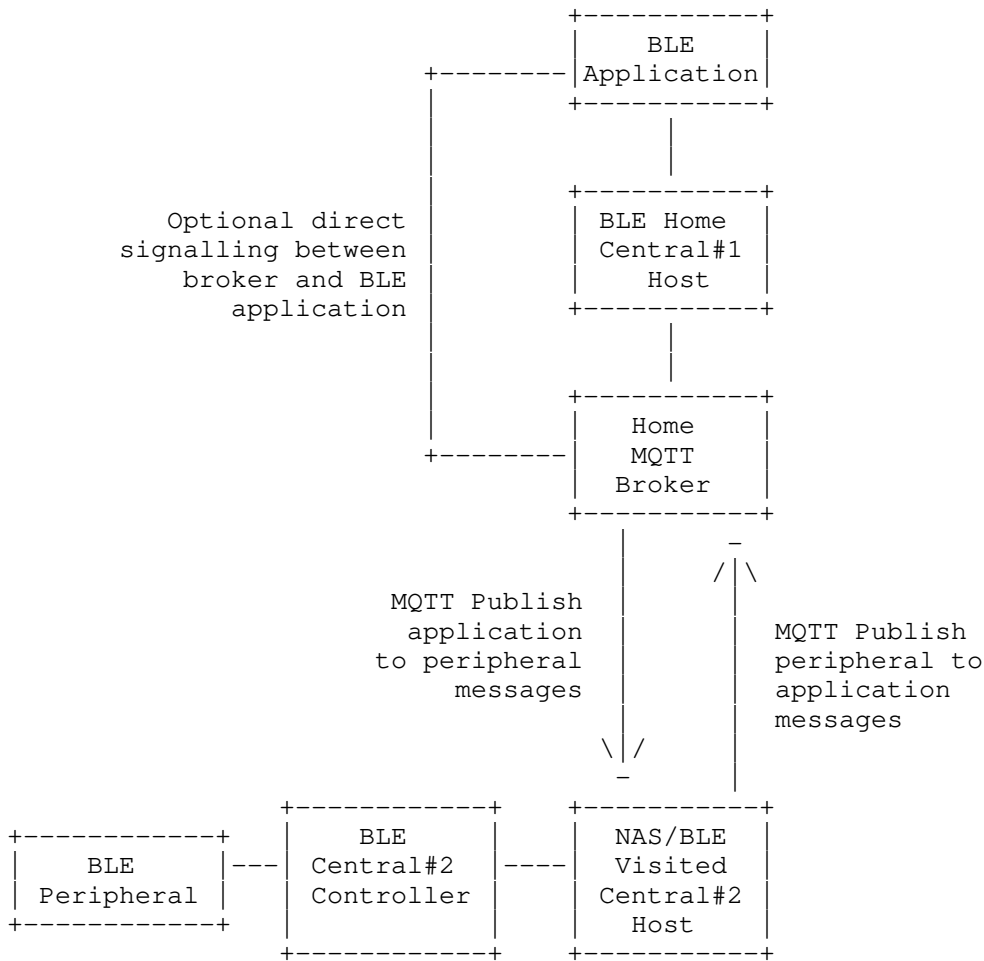 BLE
Application
Optional direct
signalling between
broker and BLE
application
BLE Home
Central#1
Host
Home
MQTT
Broker
MQTT Publish
application
to peripheral
messages
MQTT Publish
peripheral to
application
messages
BLE
Peripheral
BLE
Central#2
Controller
NAS/BLE
Visited
Central#2
Host